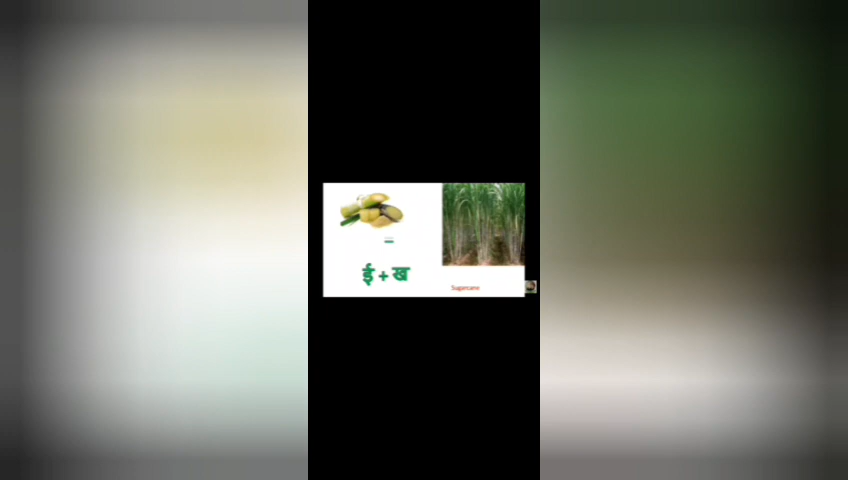 ई + ख
Sugarcane